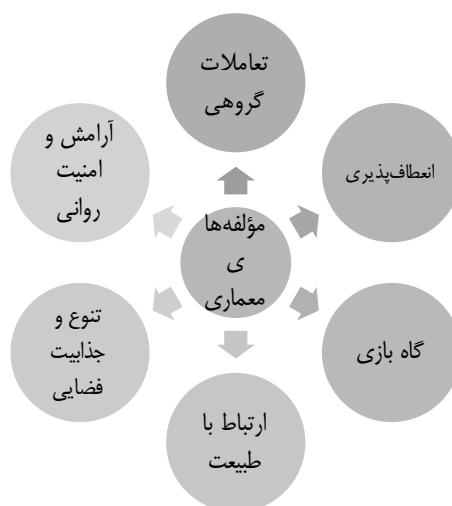 تعاملات
گروهی
انعطاف‌پذیری
گاه بازی
ارتباط با
طبیعت
تنوع و
جذابیت
فضایی
آرامش و
امنیت
روانی
مؤلفه‌ها
ی
معماری